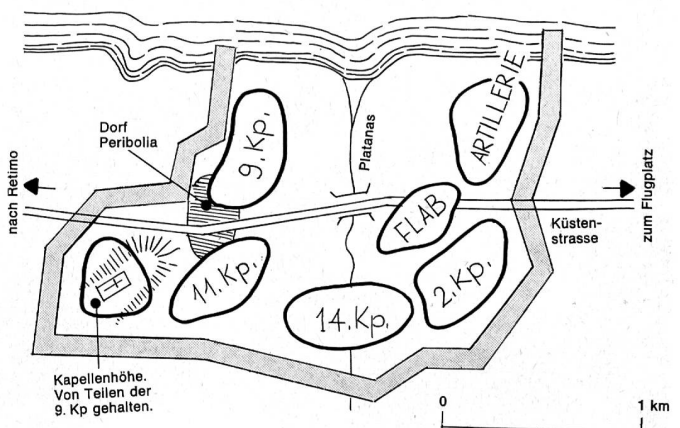 ARTILLERIE
Dorf
Peribolia
9. Kp.
Platanas
nach Retimo
zum Flugplatz
FLAB
Küsten-
strasse
11. Kp.
14. Kp.
2. Kp.
Kapellenhöhe.
Von Teilen der
9. Kp gehalten.
0
1 km